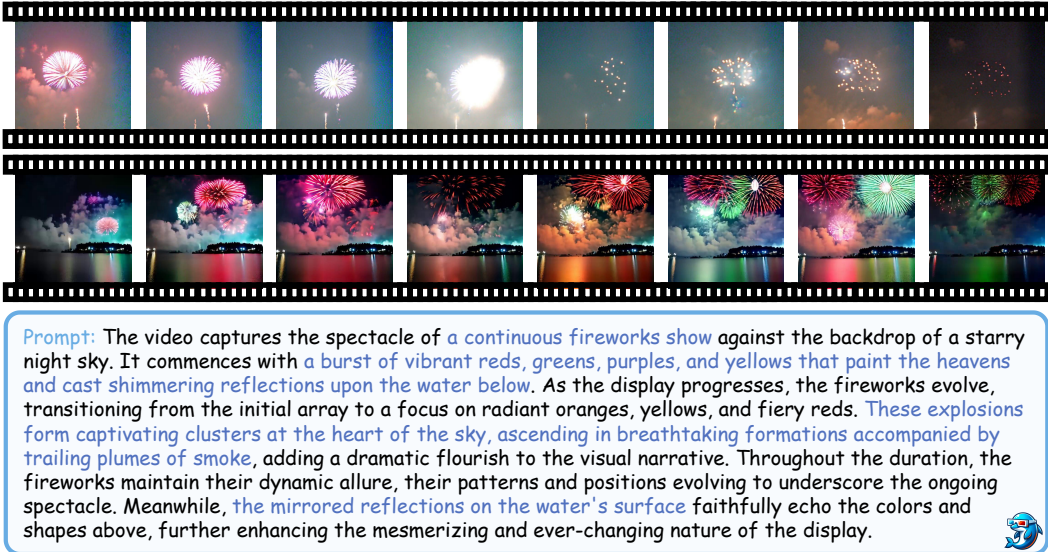 Prompt: The video captures the spectacle of a continuous fireworks show against the backdrop of a starry
night sky. It commences with a burst of vibrant reds, greens, purples, and yellows that paint the heavens
and cast shimmering reflections upon the water below. As the display progresses, the fireworks evolve,
transitioning from the initial array to a focus on radiant oranges, yellows, and fiery reds. These explosions
form captivating clusters at the heart of the sky, ascending in breathtaking formations accompanied by
trailing plumes of smoke, adding a dramatic flourish to the visual narrative. Throughout the duration, the
fireworks maintain their dynamic allure, their patterns and positions evolving to underscore the ongoing
spectacle. Meanwhile, the mirrored reflections on the water's surface faithfully echo the colors and
shapes above, further enhancing the mesmerizing and ever-changing nature of the display.